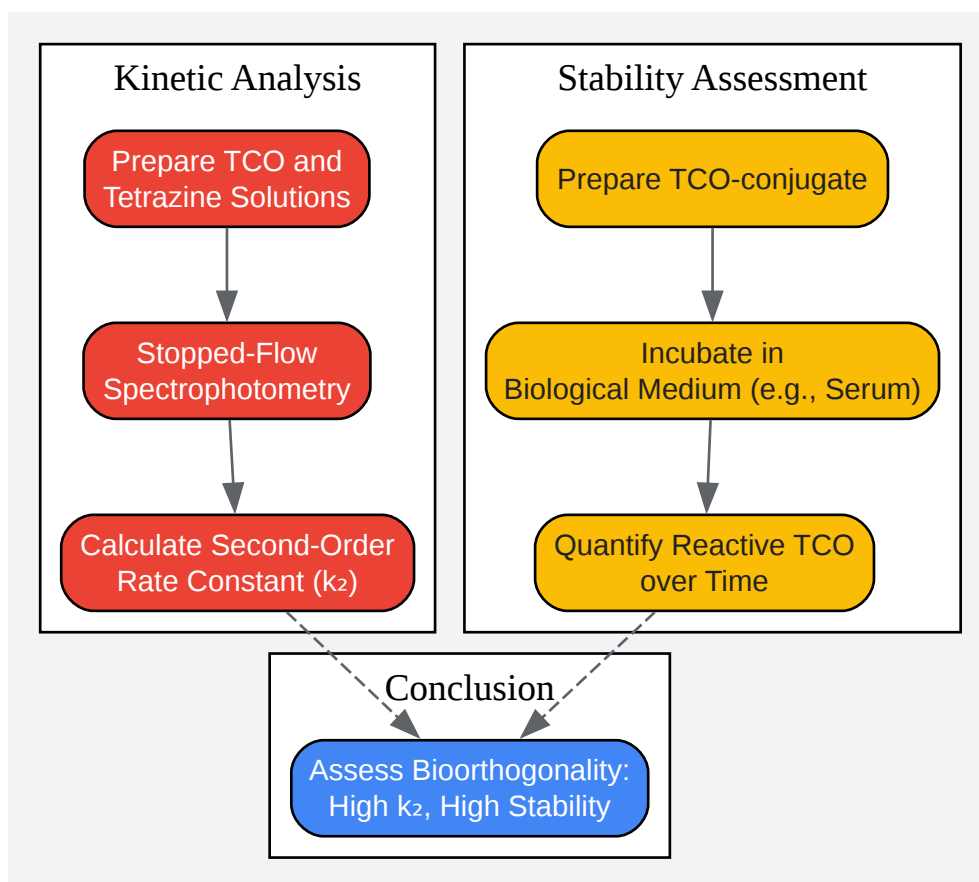 Kinetic Analysis
Prepare TCO and
Tetrazine Solutions
Stopped-Flow
Spectrophotometry
Calculate Second-Order
Rate Constant (k₂)
Stability Assessment
Prepare TCO-conjugate
Incubate in
Biological Medium (e.g., Serum)
Quantify Reactive TCO
over Time
Conclusion
Assess Bioorthogonality:
High k₂, High Stability